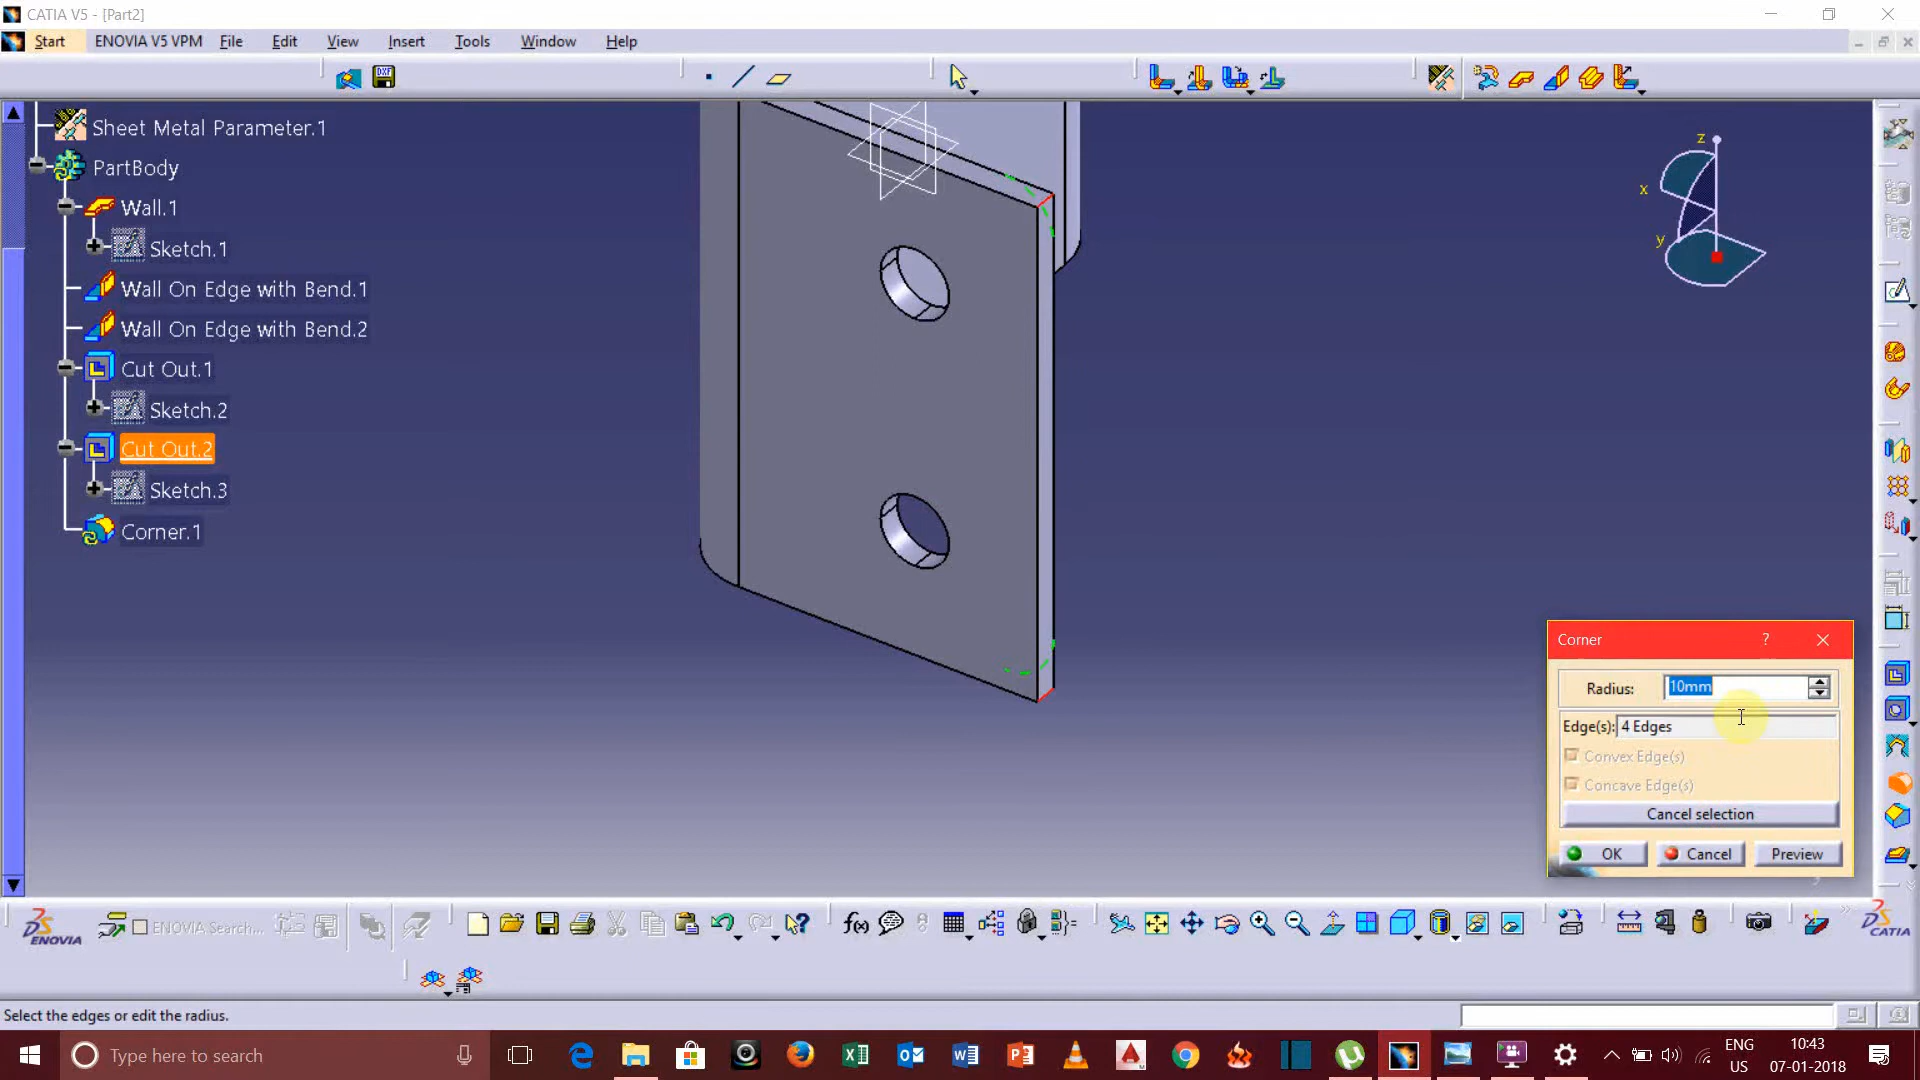 CATIA V5 - [Part2]
Start ENOVIA V5 VPM File Edit View Insert Tools Window Help
DXF
Sheet Metal Parameter.1
PartBody
Wall.1
Sketch.1
Wall On Edge with Bend.1
Wall On Edge with Bend.2
Cut Out.1
Sketch.2
Cut Out.2
Sketch.3
Corner.1
z
x
y
Corner ?
Radius: 10mm
Edge(s): 4 Edges
Convex Edge(s)
Concave Edge(s)
Cancel selection
OK Cancel Preview
ENOVIA ENOVIA Search... f(x) CATIA
Select the edges or edit the radius.
Type here to search
ENG
US
10:43
07-01-2018